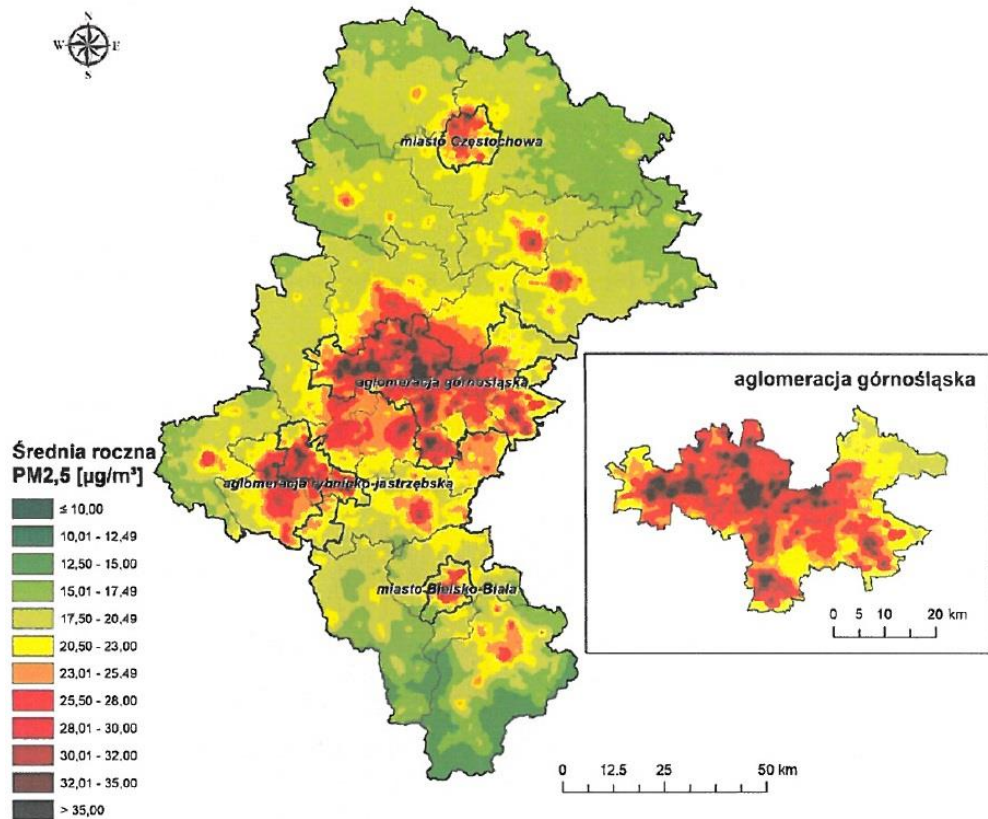 N
W E
S
miasto Częstochowa
aglomeracja górnośląska
aglomeracja rybnicko-jastrzębska
miasto Bielsko-Biała
aglomeracja górnośląska
0 5 10 20 km
Średnia roczna
PM2,5 [µg/m³]
≤ 10,00
10,01 - 12,49
12,50 - 15,00
15,01 - 17,49
17,50 - 20,49
20,50 - 23,00
23,01 - 25,49
25,50 - 28,00
28,01 - 30,00
30,01 - 32,00
32,01 - 35,00
> 35,00
0 12.5 25 50 km